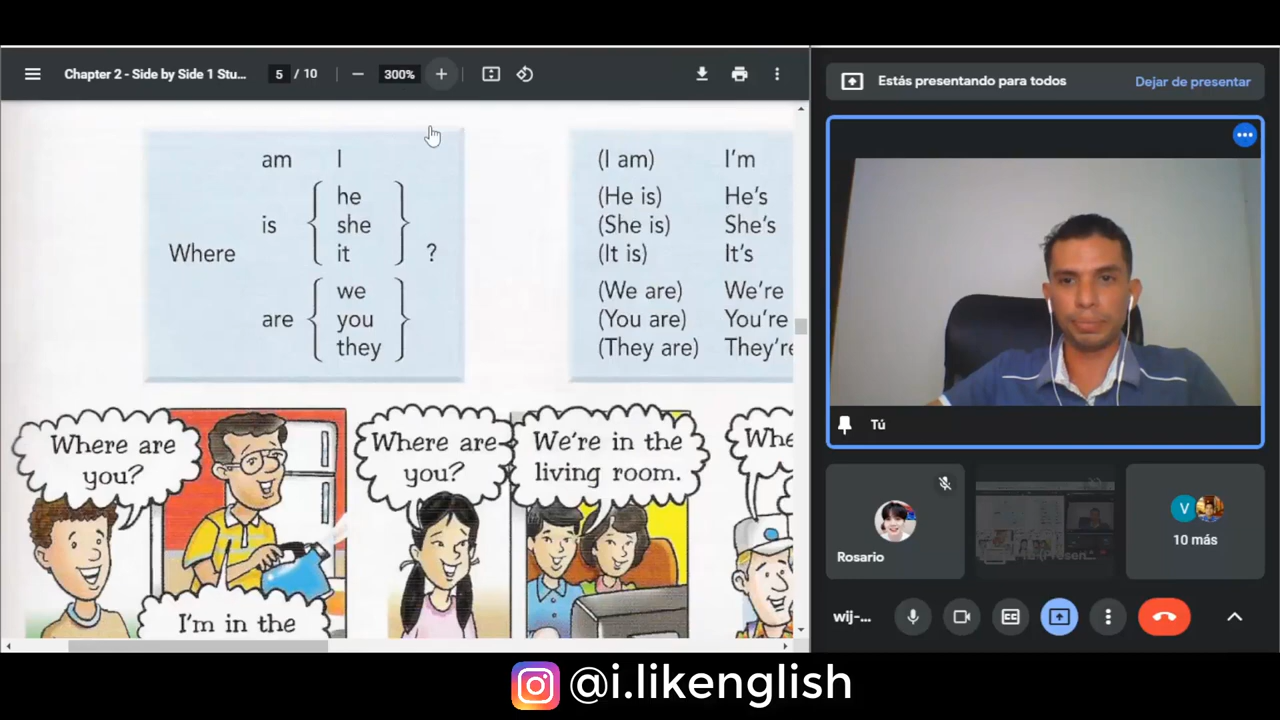 Chapter 2 - Side by Side 1 Stu...
5 / 10
300%
am I
he
is she
it
Where ?
we
are you
they
(I am) I'm
(He is) He's
(She is) She's
(It is) It's
(We are) We're
(You are) You're
(They are) They're
Where are
you?
I'm in the
Where are
you?
We're in the
living room.
Whe
Estás presentando para todos
Dejar de presentar
Tú
Rosario
V
10 más
wij-...
@i.likenglish